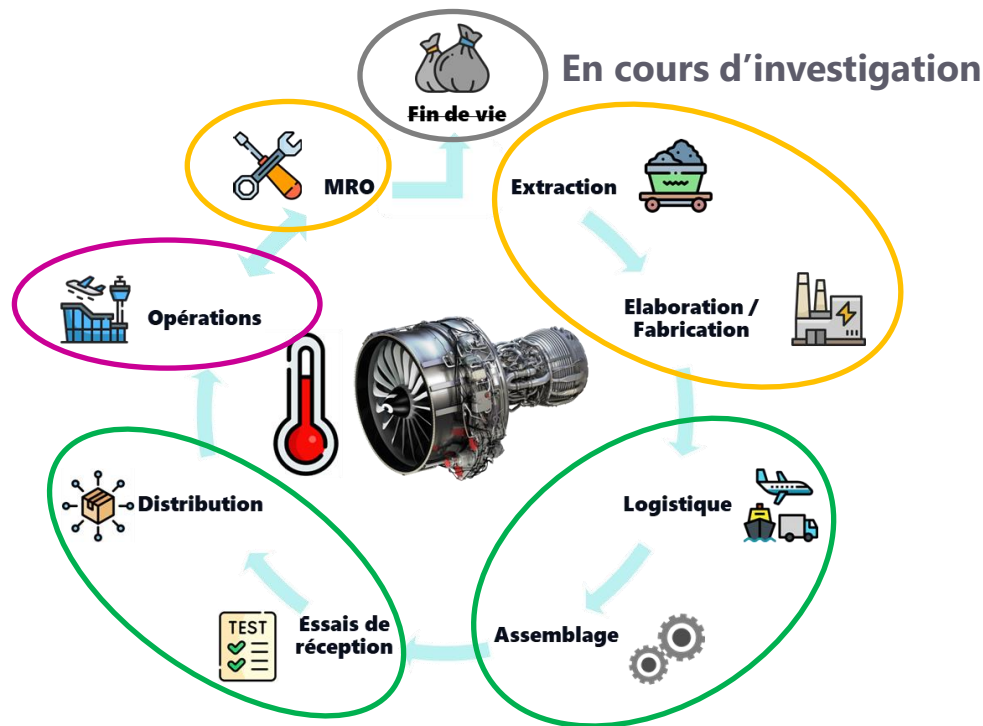 En cours d’investigation
Fin de vie
MRO
Extraction
Opérations
Elaboration /
Fabrication
Distribution
Logistique
TEST
Essais de
réception
Assemblage